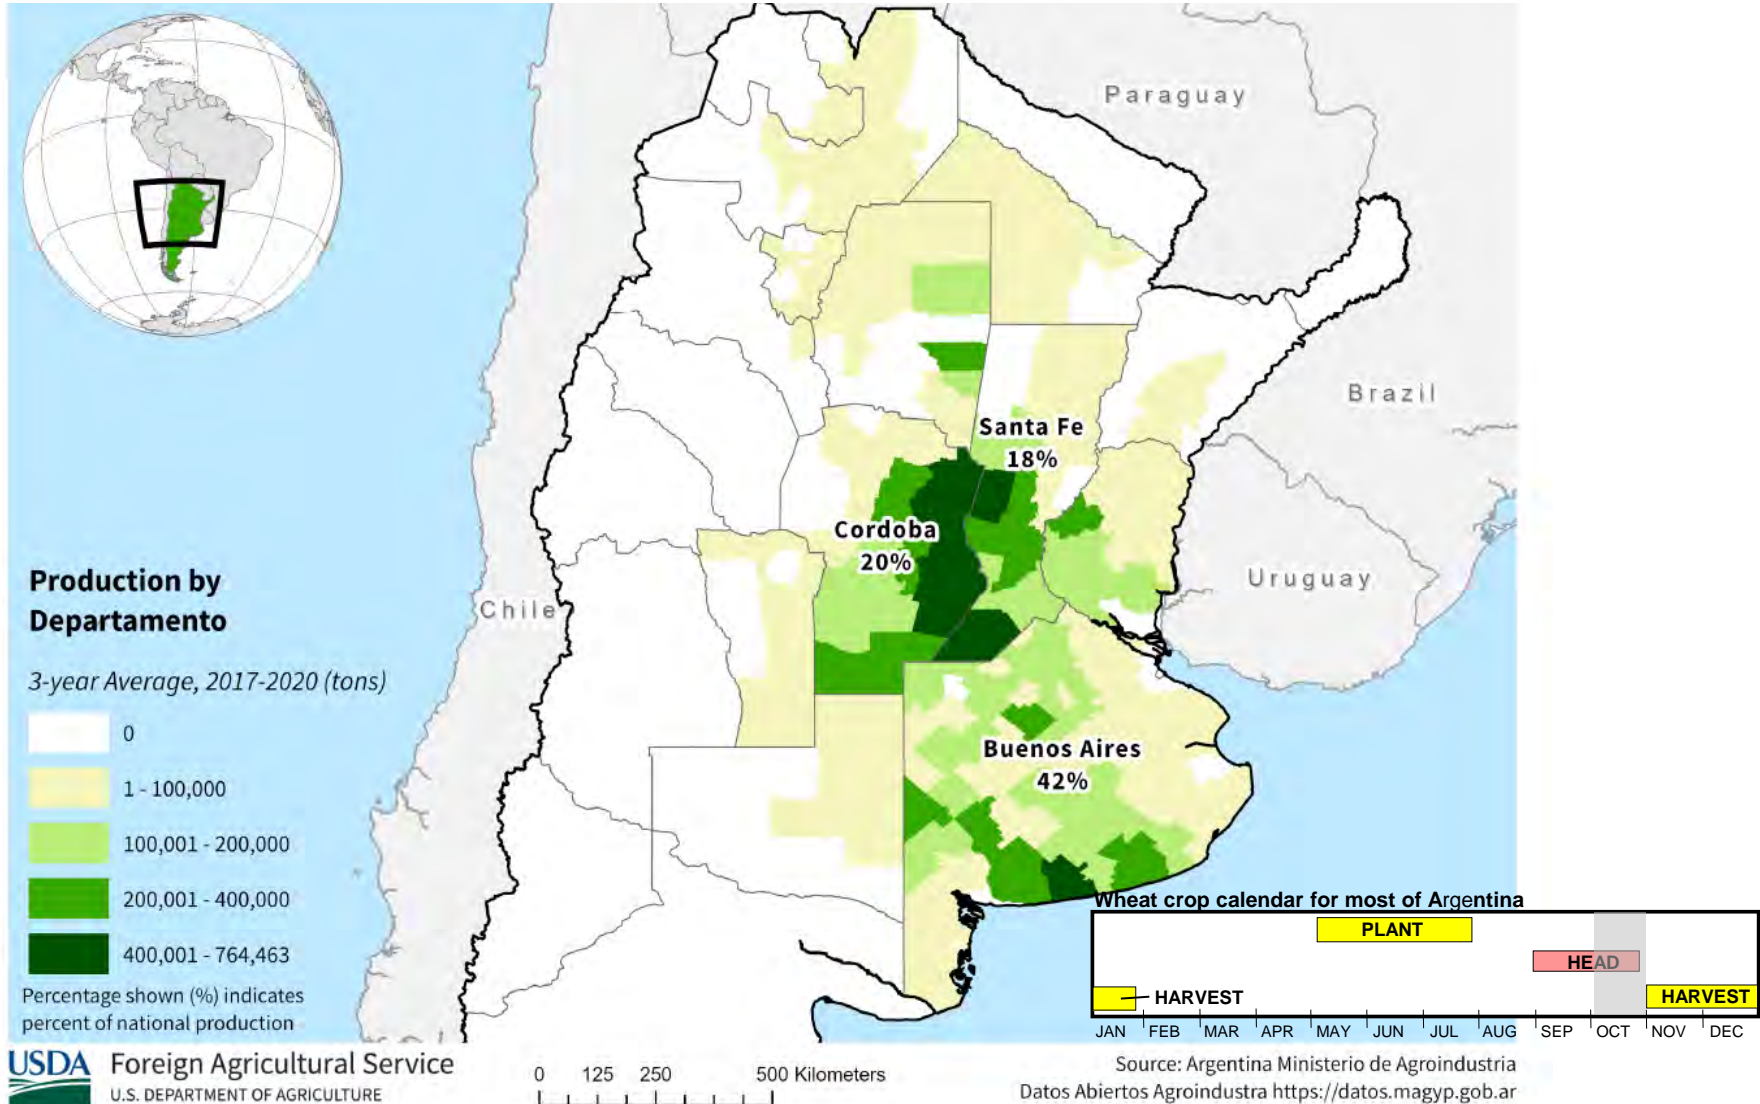 Paraguay
Brazil
Santa Fe
18%
Cordoba
20%
Uruguay
Chile
Buenos Aires
42%
Production by
Departamento
3-year Average, 2017-2020 (tons)
0
1 - 100,000
100,001 - 200,000
200,001 - 400,000
400,001 - 764,463
Percentage shown (%) indicates
percent of national production
Wheat crop calendar for most of Argentina
PLANT
HEAD
HARVEST
HARVEST
JAN FEB MAR APR MAY JUN JUL AUG SEP OCT NOV DEC
USDA Foreign Agricultural Service
U.S. DEPARTMENT OF AGRICULTURE
0 125 250 500 Kilometers
Source: Argentina Ministerio de Agroindustria
Datos Abiertos Agroindustra https://datos.magyp.gob.ar